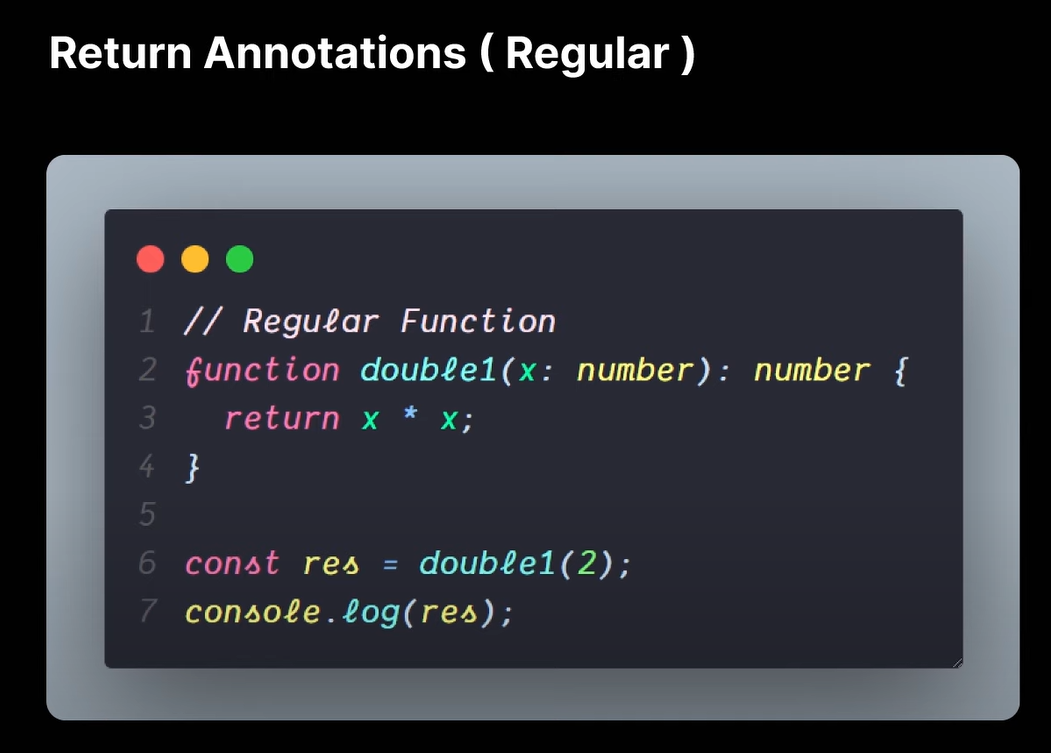 Return Annotations ( Regular )
1 // Regular Function
2 function double1(x: number): number {
3   return x * x;
4 }
5
6 const res = double1(2);
7 console.log(res);